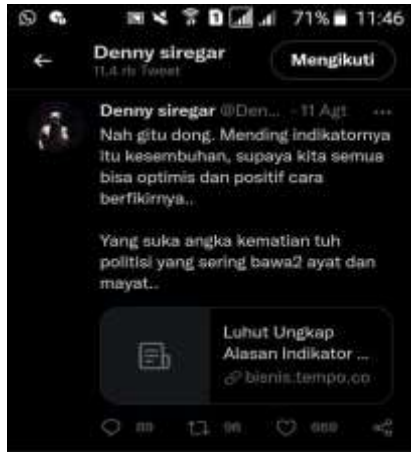 71% 11:46
Denny siregar
11,4 rb Tweet
Mengikuti
Denny siregar @Den... · 11 Agt
Nah gitu dong. Mending indikatornya
itu kesembuhan, supaya kita semua
bisa optimis dan positif cara
berfikirnya..
Yang suka angka kematian tuh
politisi yang sering bawa2 ayat dan
mayat..
Luhut Ungkap
Alasan Indikator ...
bisnis.tempo.co
96